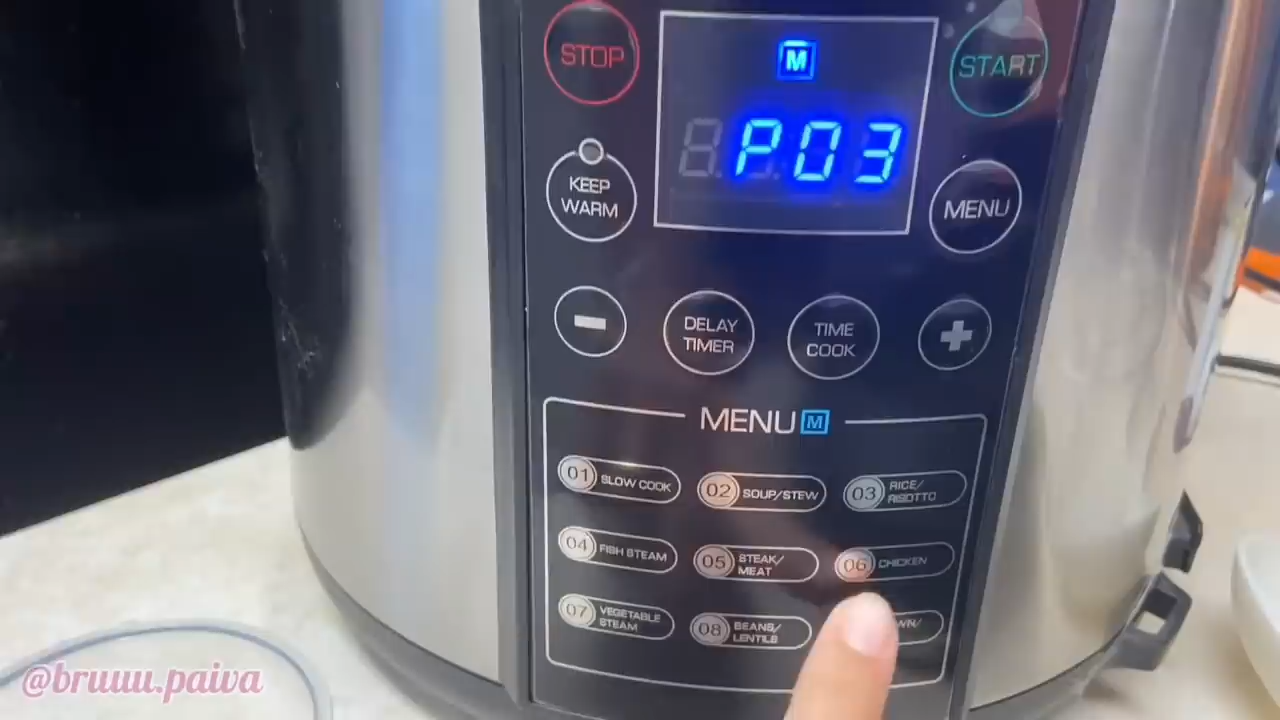 STOP
M
START
P03
KEEP
WARM
MENU
DELAY
TIMER
TIME
COOK
MENU M
01 SLOW COOK
02 SOUP/STEW
03 RICE/
RISOTTO
04 FISH STEAM
05 STEAK/
MEAT
06 CHICKEN
07 VEGETABLE
STEAM
08 BEANS/
LENTILS
@bruuu.paiva